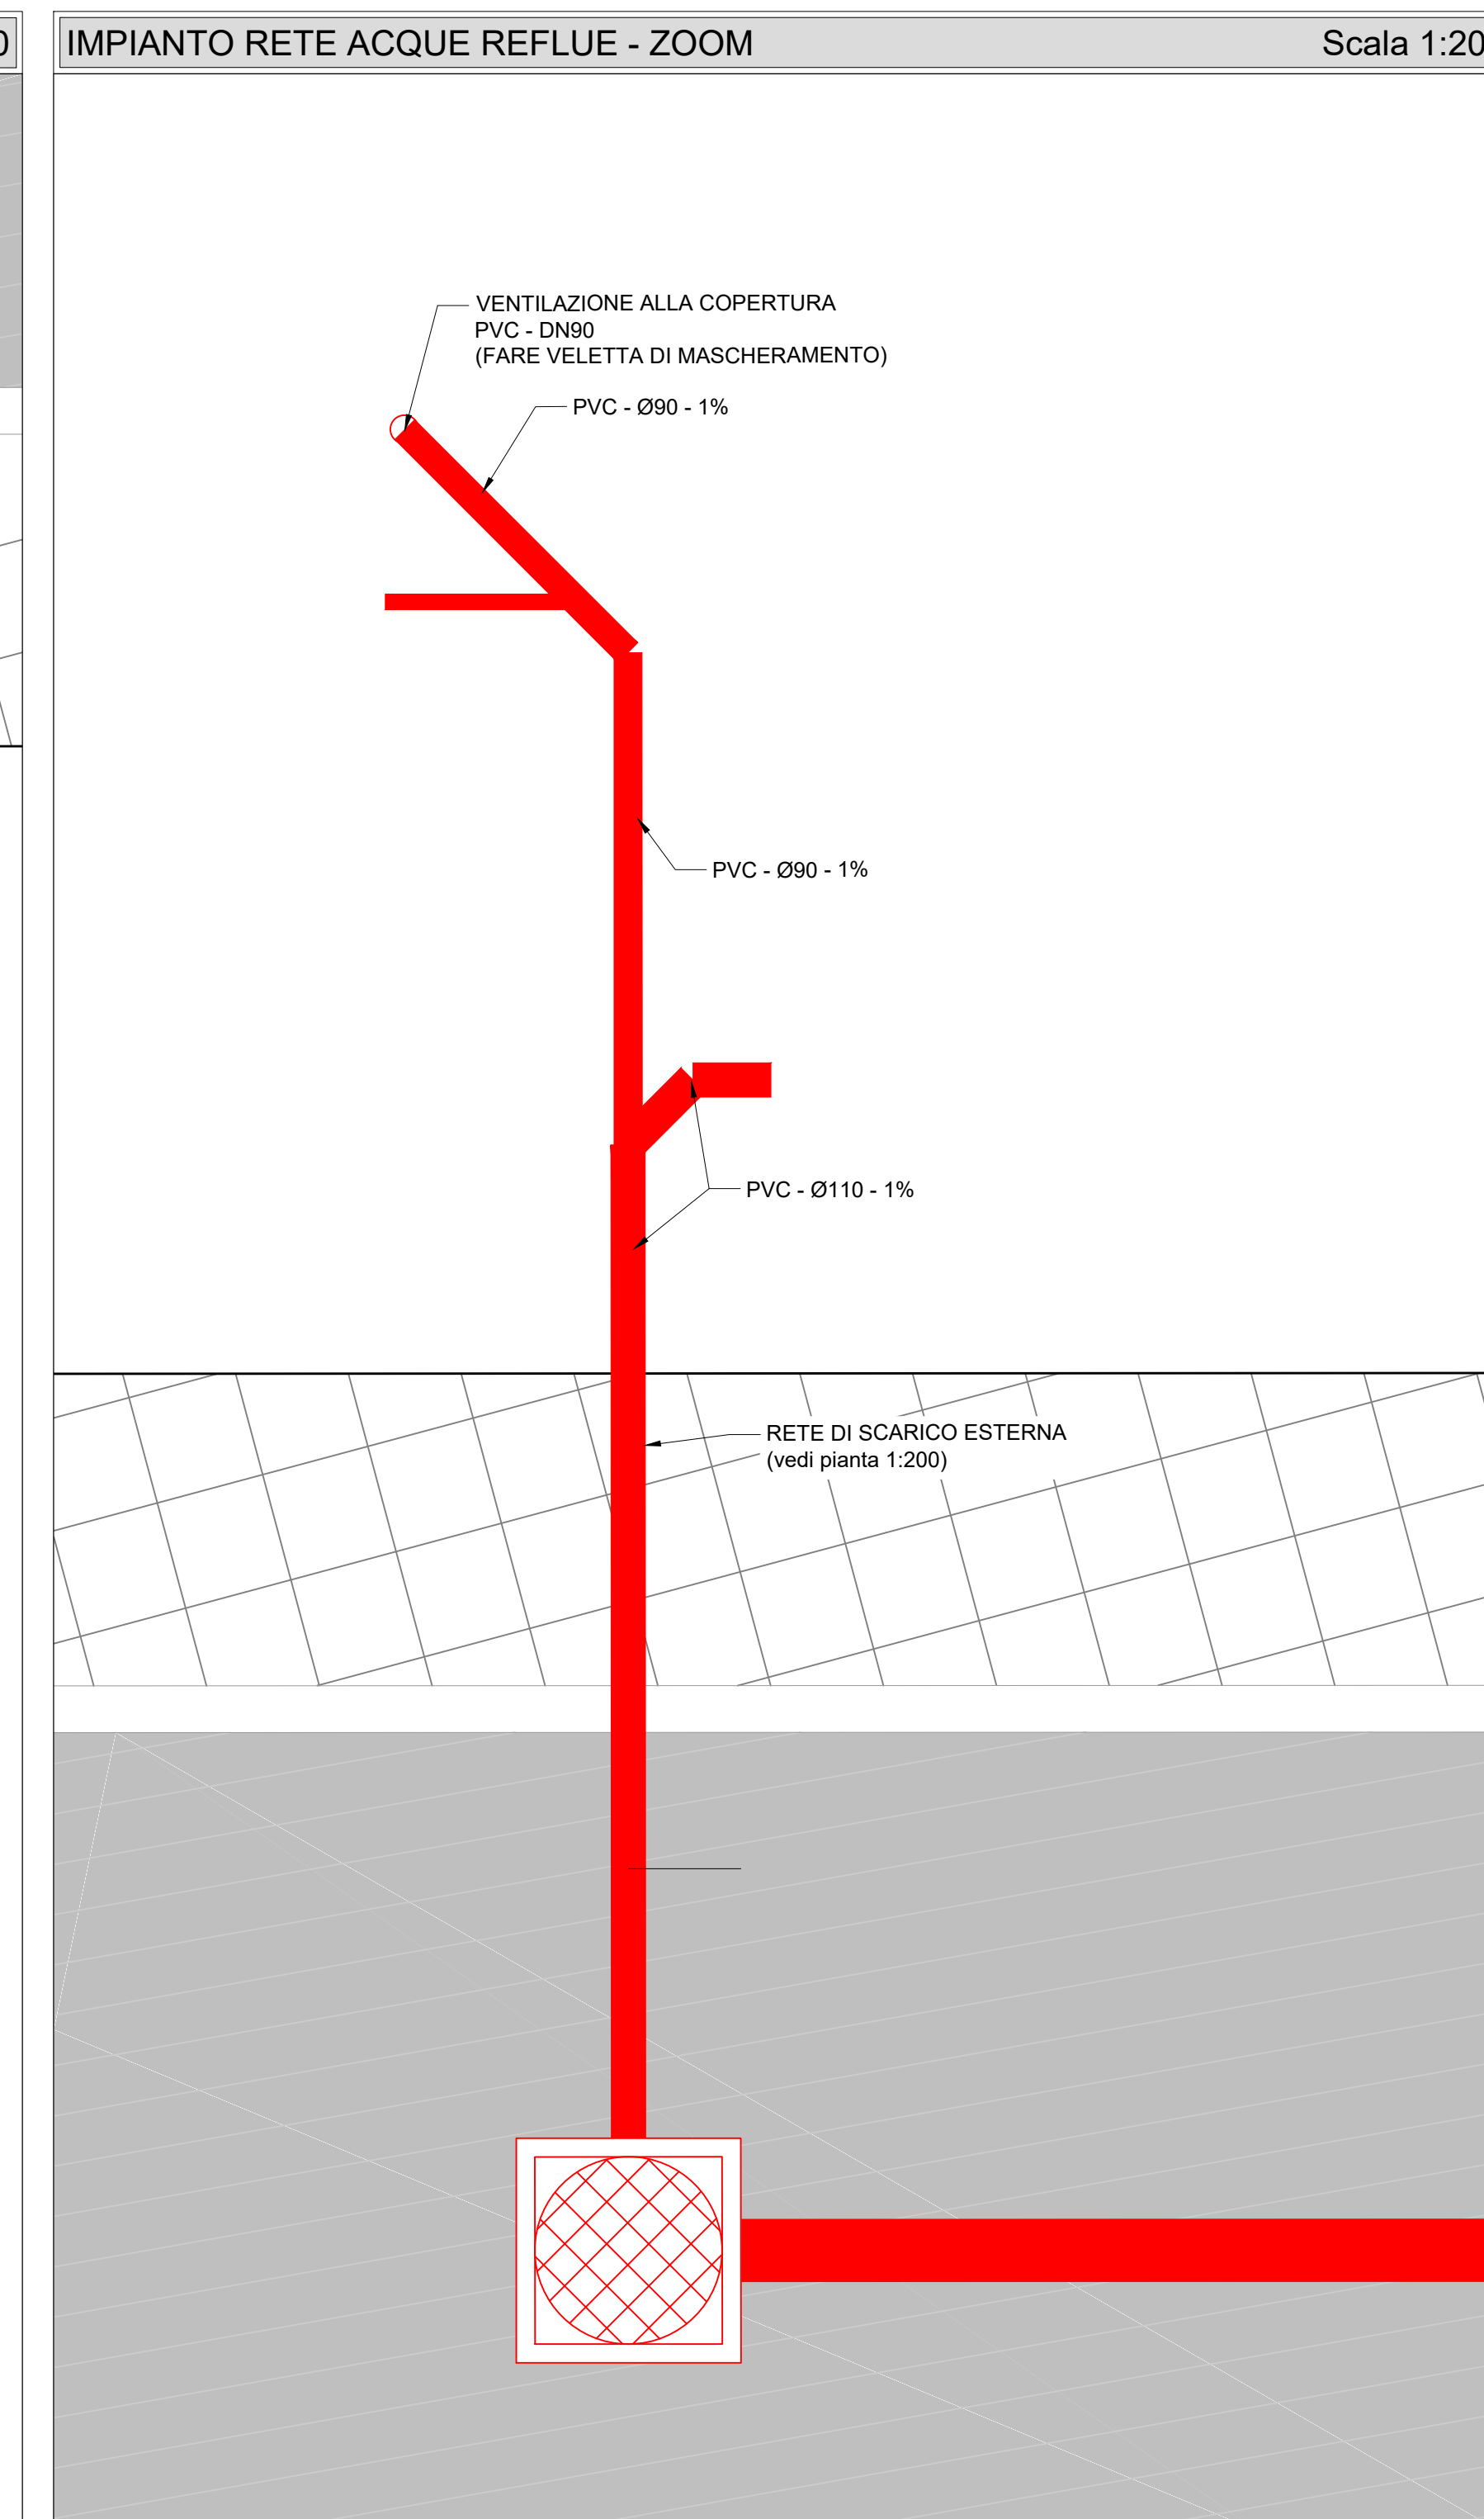 0
IMPIANTO RETE ACQUE REFLUE - ZOOM
Scala 1:20
VENTILAZIONE ALLA COPERTURA
PVC - DN90
(FARE VELETTA DI MASCHERAMENTO)
PVC - Ø90 - 1%
PVC - Ø90 - 1%
PVC - Ø110 - 1%
RETE DI SCARICO ESTERNA
(vedi pianta 1:200)